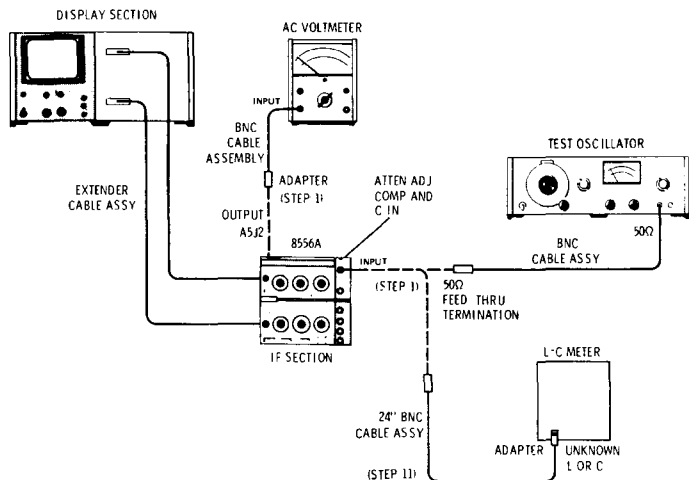 DISPLAY SECTION
AC VOLTMETER
INPUT
BNC
CABLE
ASSEMBLY
TEST OSCILLATOR
EXTENDER
CABLE ASSY
ADAPTER
(STEP 1)
OUTPUT
A5J2
8556A
ATTEN ADJ
COMP AND
C IN
INPUT
(STEP 1)
50Ω
FEED THRU
TERMINATION
BNC
CABLE ASSY
50Ω
IF SECTION
L-C METER
24" BNC
CABLE ASSY
ADAPTER
UNKNOWN
L OR C
(STEP 11)